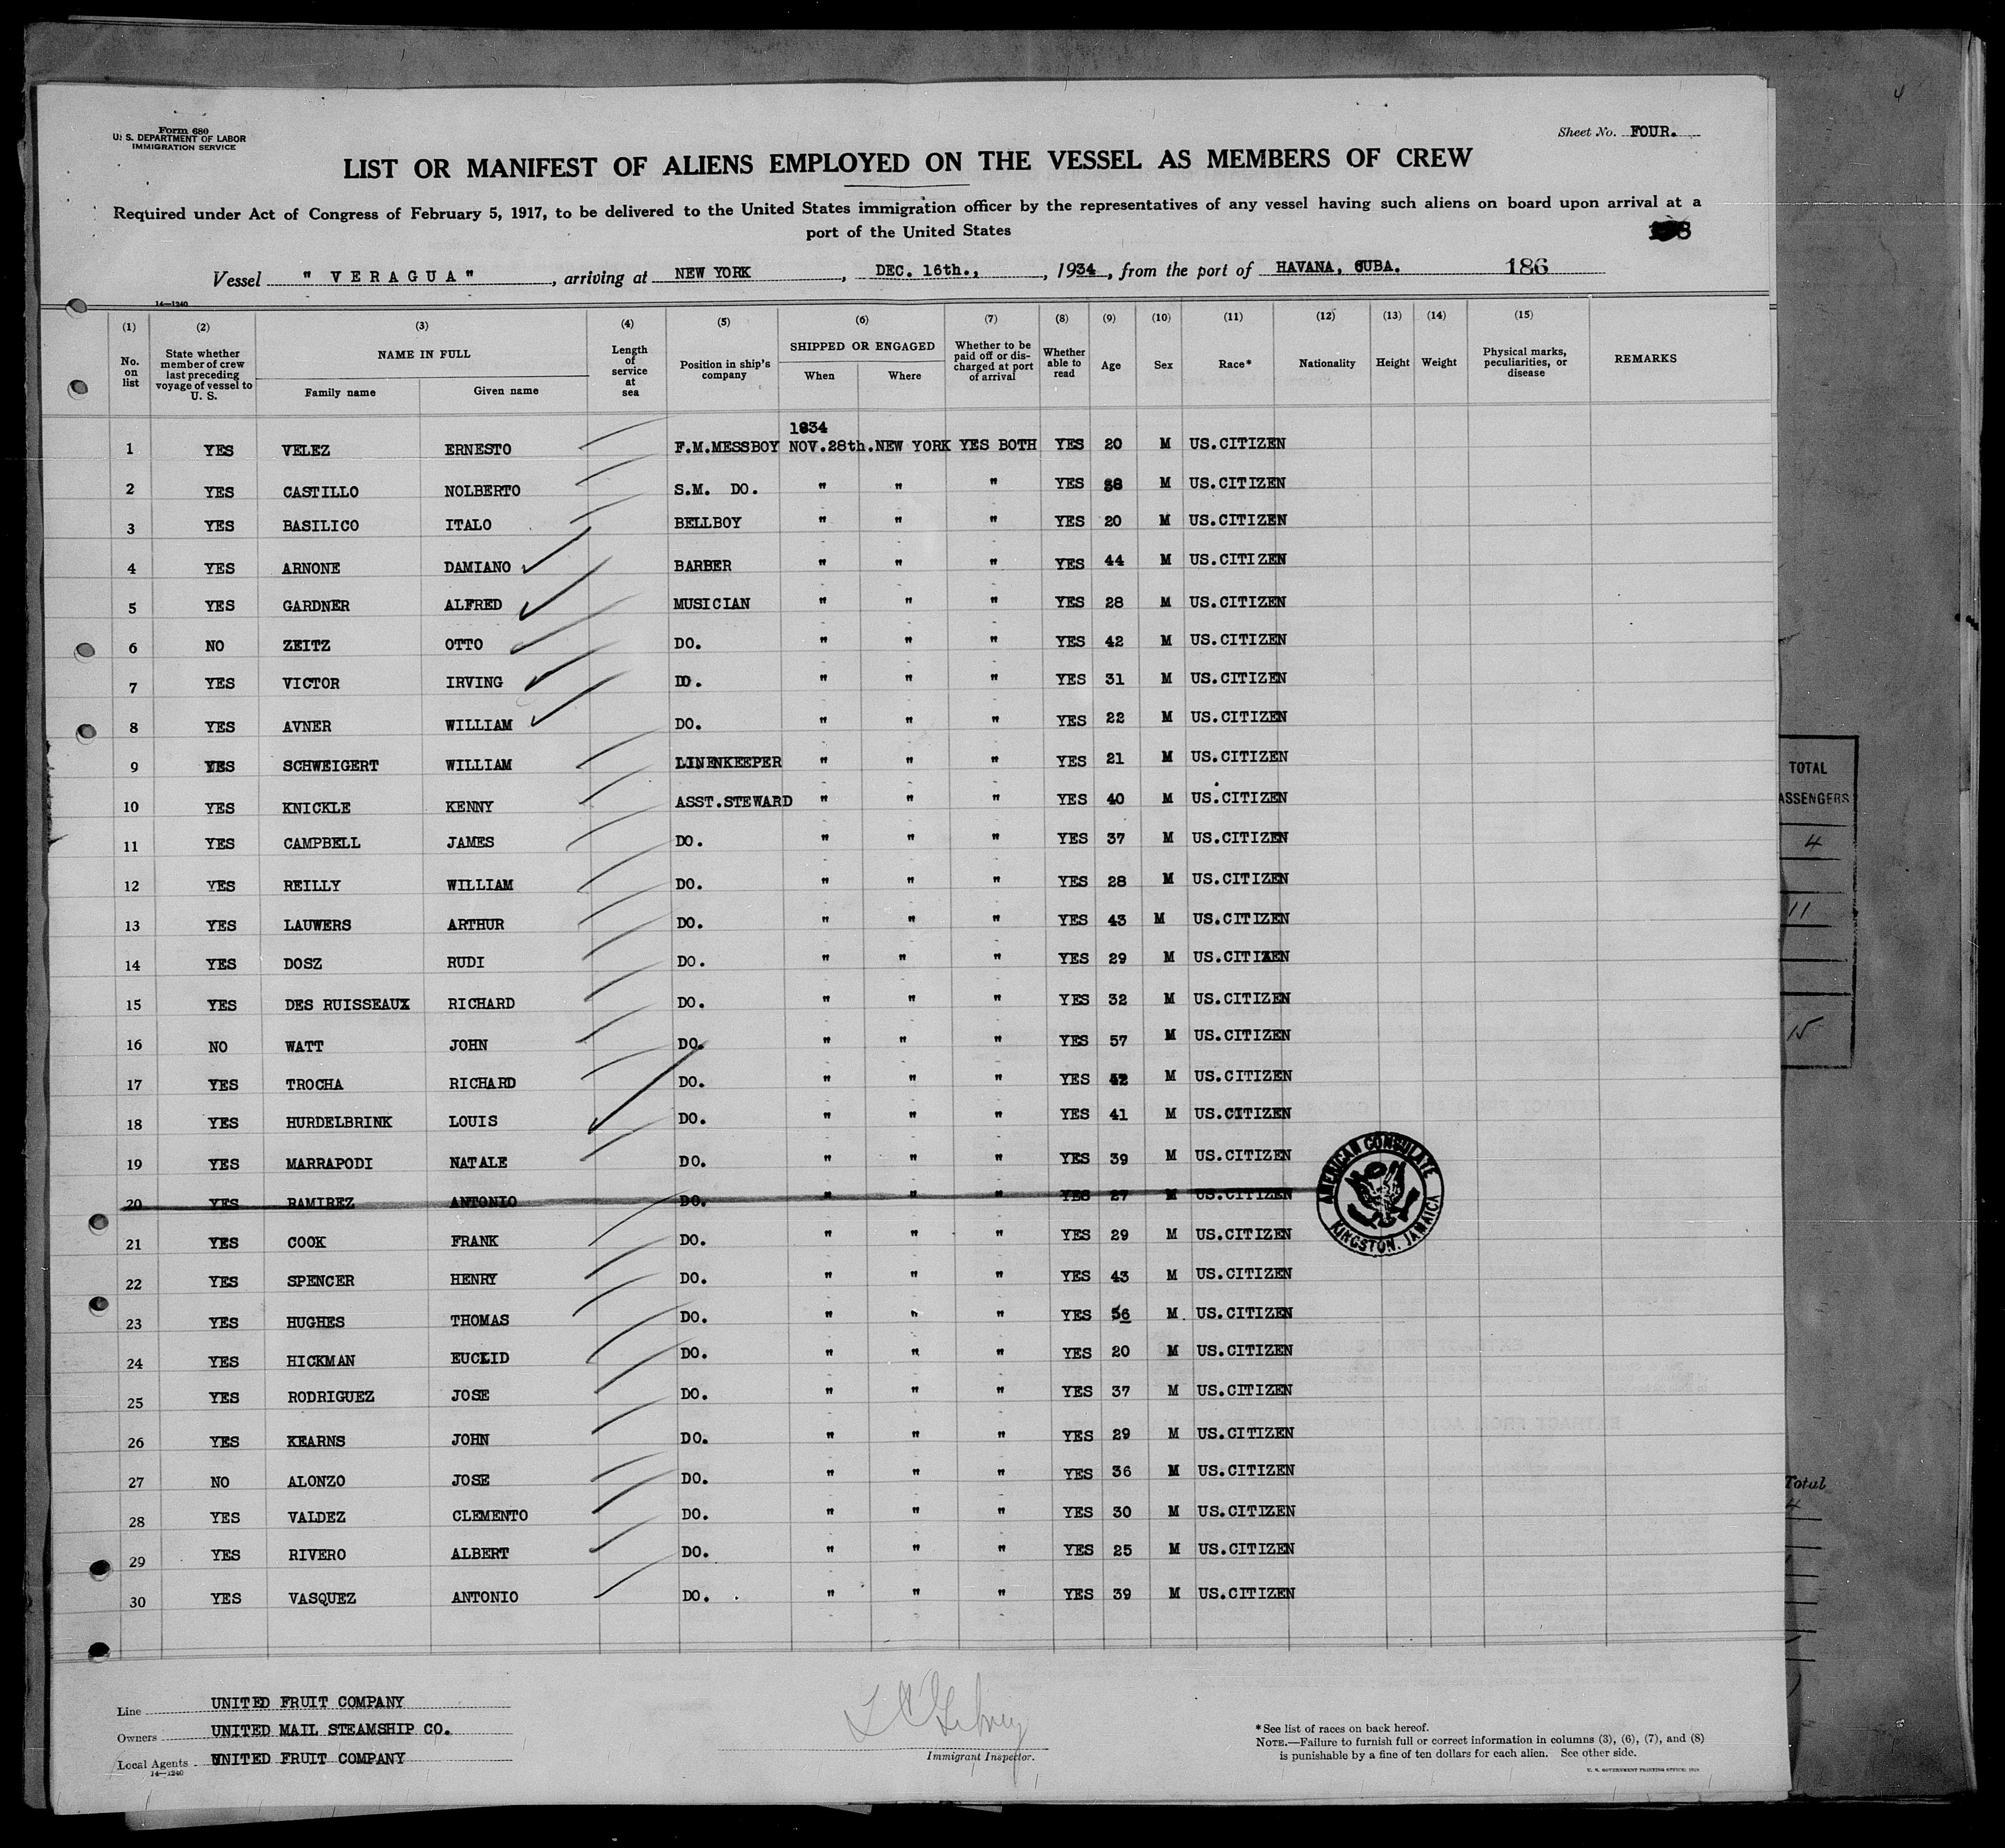 Form 680
U. S. DEPARTMENT OF LABOR
IMMIGRATION SERVICE
Sheet No. FOUR.
LIST OR MANIFEST OF ALIENS EMPLOYED ON THE VESSEL AS MEMBERS OF CREW
Required under Act of Congress of February 5, 1917, to be delivered to the United States immigration officer by the representatives of any vessel having such aliens on board upon arrival at a
port of the United States
Vessel "VERAGUA", arriving at NEW YORK, DEC. 16th., 1934, from the port of HAVANA, CUBA. 186
14-1240
(1) (2) (3) (4) (5) (6) (7) (8) (9) (10) (11) (12) (13) (14) (15)
No. on list State whether member of crew last preceding voyage of vessel to U. S. NAME IN FULL Family name Given name Length of service at sea Position in ship's company SHIPPED OR ENGAGED When Where Whether to be paid off or discharged at port of arrival Whether able to read Age Sex Race* Nationality Height Weight Physical marks, peculiarities, or disease REMARKS
1934
1 YES VELEZ ERNESTO F.M.MESSBOY NOV.28th. NEW YORK YES BOTH YES 20 M US.CITIZEN
2 YES CASTILLO NOLBERTO S.M. DO. " " " YES 38 M US.CITIZEN
3 YES BASILICO ITALO BELLBOY " " " YES 20 M US.CITIZEN
4 YES ARNONE DAMIANO BARBER " " " YES 44 M US.CITIZEN
5 YES GARDNER ALFRED MUSICIAN " " " YES 28 M US.CITIZEN
6 NO ZEITZ OTTO DO. " " " YES 42 M US.CITIZEN
7 YES VICTOR IRVING DO. " " " YES 31 M US.CITIZEN
8 YES AVNER WILLIAM DO. " " " YES 22 M US.CITIZEN
9 YES SCHWEIGERT WILLIAM LINENKEEPER " " " YES 21 M US.CITIZEN
10 YES KNICKLE KENNY ASST.STEWARD " " " YES 40 M US.CITIZEN
11 YES CAMPBELL JAMES DO. " " " YES 37 M US.CITIZEN
12 YES REILLY WILLIAM DO. " " " YES 28 M US.CITIZEN
13 YES LAUWERS ARTHUR DO. " " " YES 43 M US.CITIZEN
14 YES DOSZ RUDI DO. " " " YES 29 M US.CITIZEN
15 YES DES RUISSEAUX RICHARD DO. " " " YES 32 M US.CITIZEN
16 NO WATT JOHN DO. " " " YES 57 M US.CITIZEN
17 YES TROCHA RICHARD DO. " " " YES 42 M US.CITIZEN
18 YES HURDELBRINK LOUIS DO. " " " YES 41 M US.CITIZEN
19 YES MARRAPODI NATALE DO. " " " YES 39 M US.CITIZEN
20 YES RAMIREZ ANTONIO DO. " " " YES 27 M US.CITIZEN
21 YES COOK FRANK DO. " " " YES 29 M US.CITIZEN
22 YES SPENCER HENRY DO. " " " YES 43 M US.CITIZEN
23 YES HUGHES THOMAS DO. " " " YES 56 M. US.CITIZEN
24 YES HICKMAN EUCLID DO. " " " YES 20 M US.CITIZEN
25 YES RODRIGUEZ JOSE DO. " " " YES 37 M US.CITIZEN
26 YES KEARNS JOHN DO. " " " YES 29 M US.CITIZEN
27 NO ALONZO JOSE DO. " " " YES 36 M US.CITIZEN
28 YES VALDEZ CLEMENTO DO. " " " YES 30 M US.CITIZEN
29 YES RIVERO ALBERT DO. " " " YES 25 M US.CITIZEN
30 YES VASQUEZ ANTONIO DO. " " " YES 39 M US.CITIZEN
AMERICAN CONSULATE
KINGSTON, JAMAICA
TOTAL
ASSENGERS
4
11
15
Total
4
Line UNITED FRUIT COMPANY
Owners UNITED MAIL STEAMSHIP CO.
Local Agents UNITED FRUIT COMPANY
14-1240
Immigrant Inspector.
*See list of races on back hereof.
NOTE.—Failure to furnish full or correct information in columns (3), (6), (7), and (8)
is punishable by a fine of ten dollars for each alien. See other side.